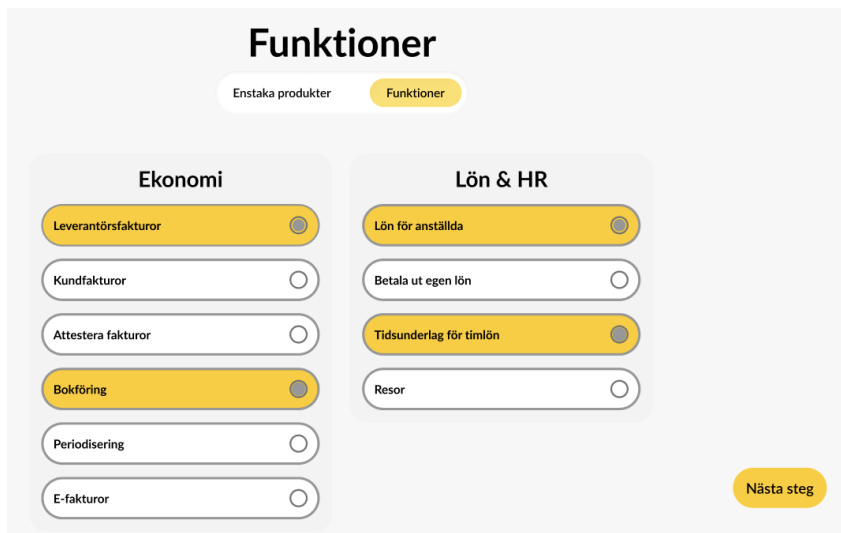 Funktioner
Enstaka produkter
Funktioner
Ekonomi
Leverantörsfakturor
Kundfakturor
Attestera fakturor
Bokföring
Periodisering
E-fakturor
Lön & HR
Lön för anställda
Betala ut egen lön
Tidsunderlag för timlön
Resor
Nästa steg